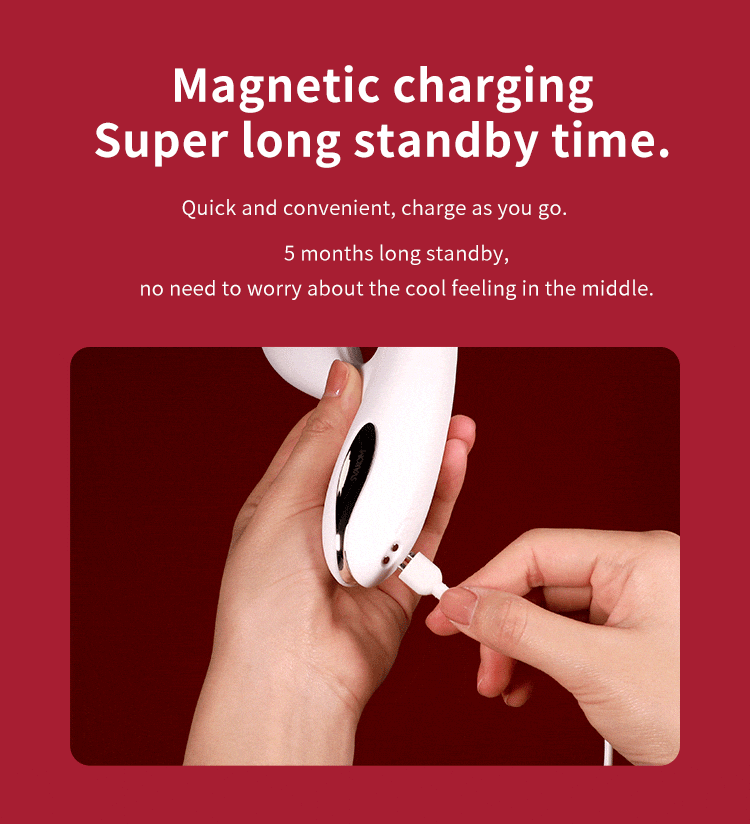 Magnetic charging
Super long standby time.
Quick and convenient, charge as you go.
5 months long standby,
no need to worry about the cool feeling in the middle.